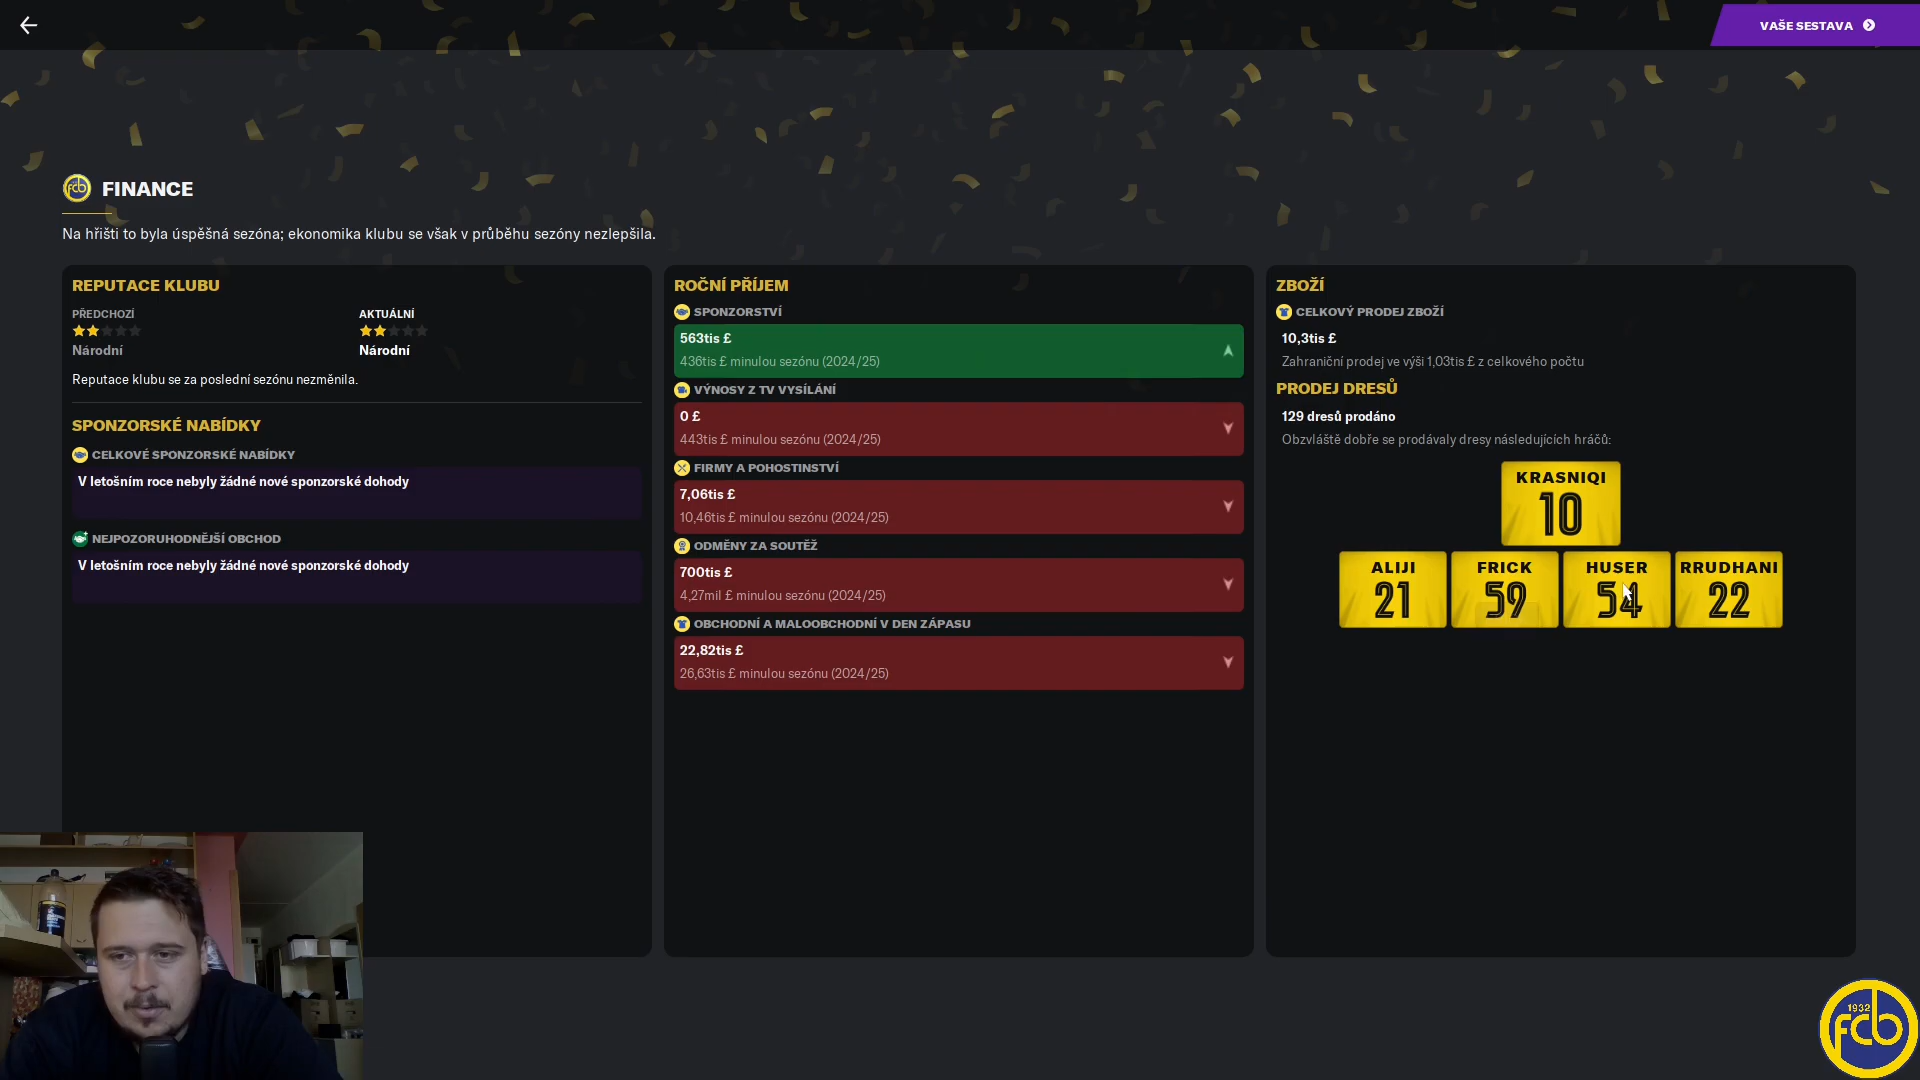 VAŠE SESTAVA
fcb FINANCE
Na hřišti to byla úspěšná sezóna; ekonomika klubu se však v průběhu sezóny nezlepšila.
REPUTACE KLUBU
PŘEDCHOZÍ
AKTUÁLNÍ
Národní
Národní
Reputace klubu se za poslední sezónu nezměnila.
SPONZORSKÉ NABÍDKY
CELKOVÉ SPONZORSKÉ NABÍDKY
V letošním roce nebyly žádné nové sponzorské dohody
NEJPOZORUHODNĚJŠÍ OBCHOD
V letošním roce nebyly žádné nové sponzorské dohody
ROČNÍ PŘÍJEM
SPONZORSTVÍ
563tis £
436tis £ minulou sezónu (2024/25)
VÝNOSY Z TV VYSÍLÁNÍ
0 £
443tis £ minulou sezónu (2024/25)
FIRMY A POHOSTINSTVÍ
7,06tis £
10,46tis £ minulou sezónu (2024/25)
ODMĚNY ZA SOUTĚŽ
700tis £
4,27mil £ minulou sezónu (2024/25)
OBCHODNÍ A MALOOBCHODNÍ V DEN ZÁPASU
22,82tis £
26,63tis £ minulou sezónu (2024/25)
ZBOŽÍ
CELKOVÝ PRODEJ ZBOŽÍ
10,3tis £
Zahraniční prodej ve výši 1,03tis £ z celkového počtu
PRODEJ DRESŮ
129 dresů prodáno
Obzvláště dobře se prodávaly dresy následujících hráčů:
KRASNIQI
10
ALIJI
21
FRICK
59
HUSER
54
RRUDHANI
22
1932
fcb